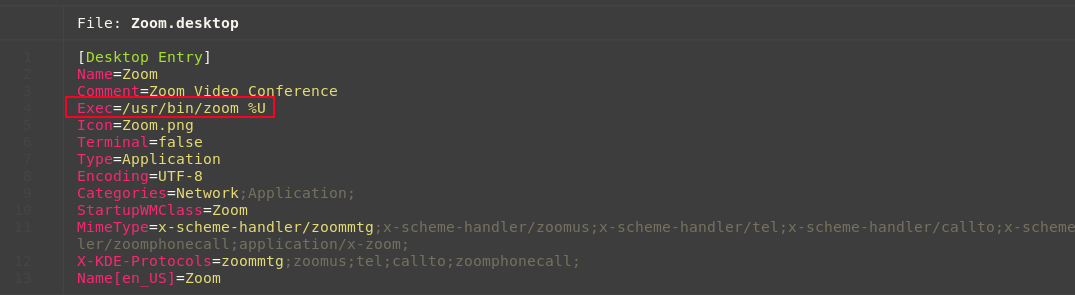 File: Zoom.desktop
1 [Desktop Entry]
2 Name=Zoom
3 Comment=Zoom Video Conference
4 Exec=/usr/bin/zoom %U
5 Icon=Zoom.png
6 Terminal=false
7 Type=Application
8 Encoding=UTF-8
9 Categories=Network;Application;
10 StartupWMClass=Zoom
11 MimeType=x-scheme-handler/zoommtg;x-scheme-handler/zoomus;x-scheme-handler/tel;x-scheme-handler/callto;x-scheme
ler/zoomphonecall;application/x-zoom;
12 X-KDE-Protocols=zoommtg;zoomus;tel;callto;zoomphonecall;
13 Name[en_US]=Zoom